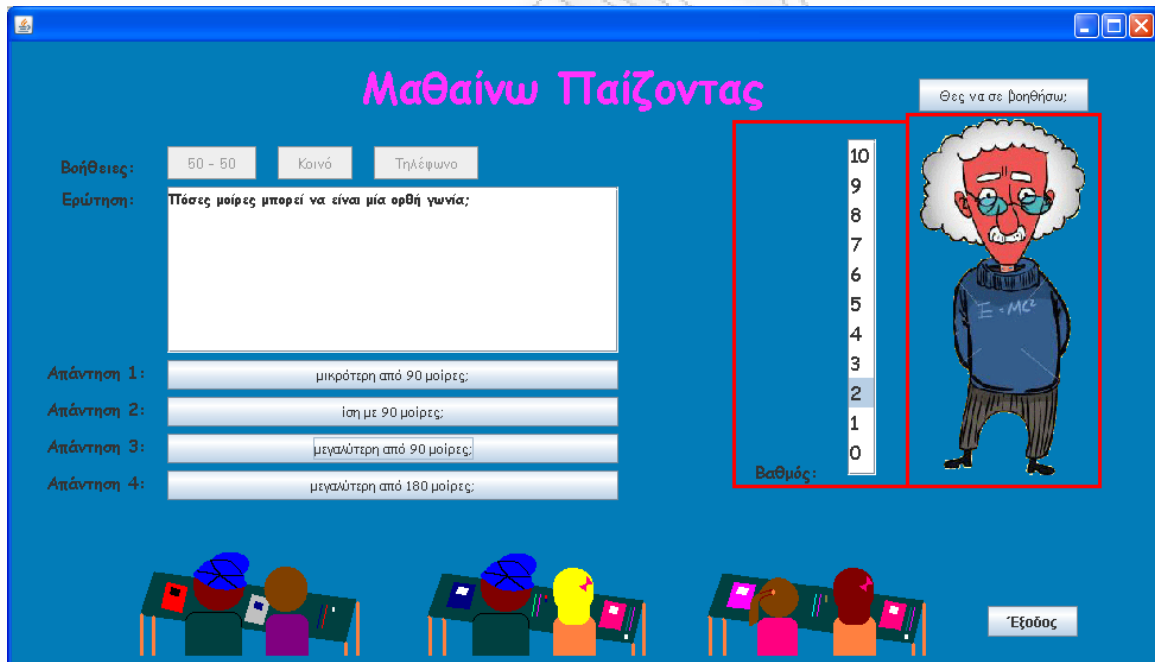 Μαθαίνω Παίζοντας
Θες να σε βοηθήσω;
Βοήθειες: 50 - 50 Κοινό Τηλέφωνο
Ερώτηση: Πόσες μοίρες μπορεί να είναι μία ορθή γωνία;
Απάντηση 1: μικρότερη από 90 μοίρες;
Απάντηση 2: ίση με 90 μοίρες;
Απάντηση 3: μεγαλύτερη από 90 μοίρες;
Απάντηση 4: μεγαλύτερη από 180 μοίρες;
10
9
8
7
6
5
4
3
2
1
0
Βαθμός:
E = MC²
Έξοδος